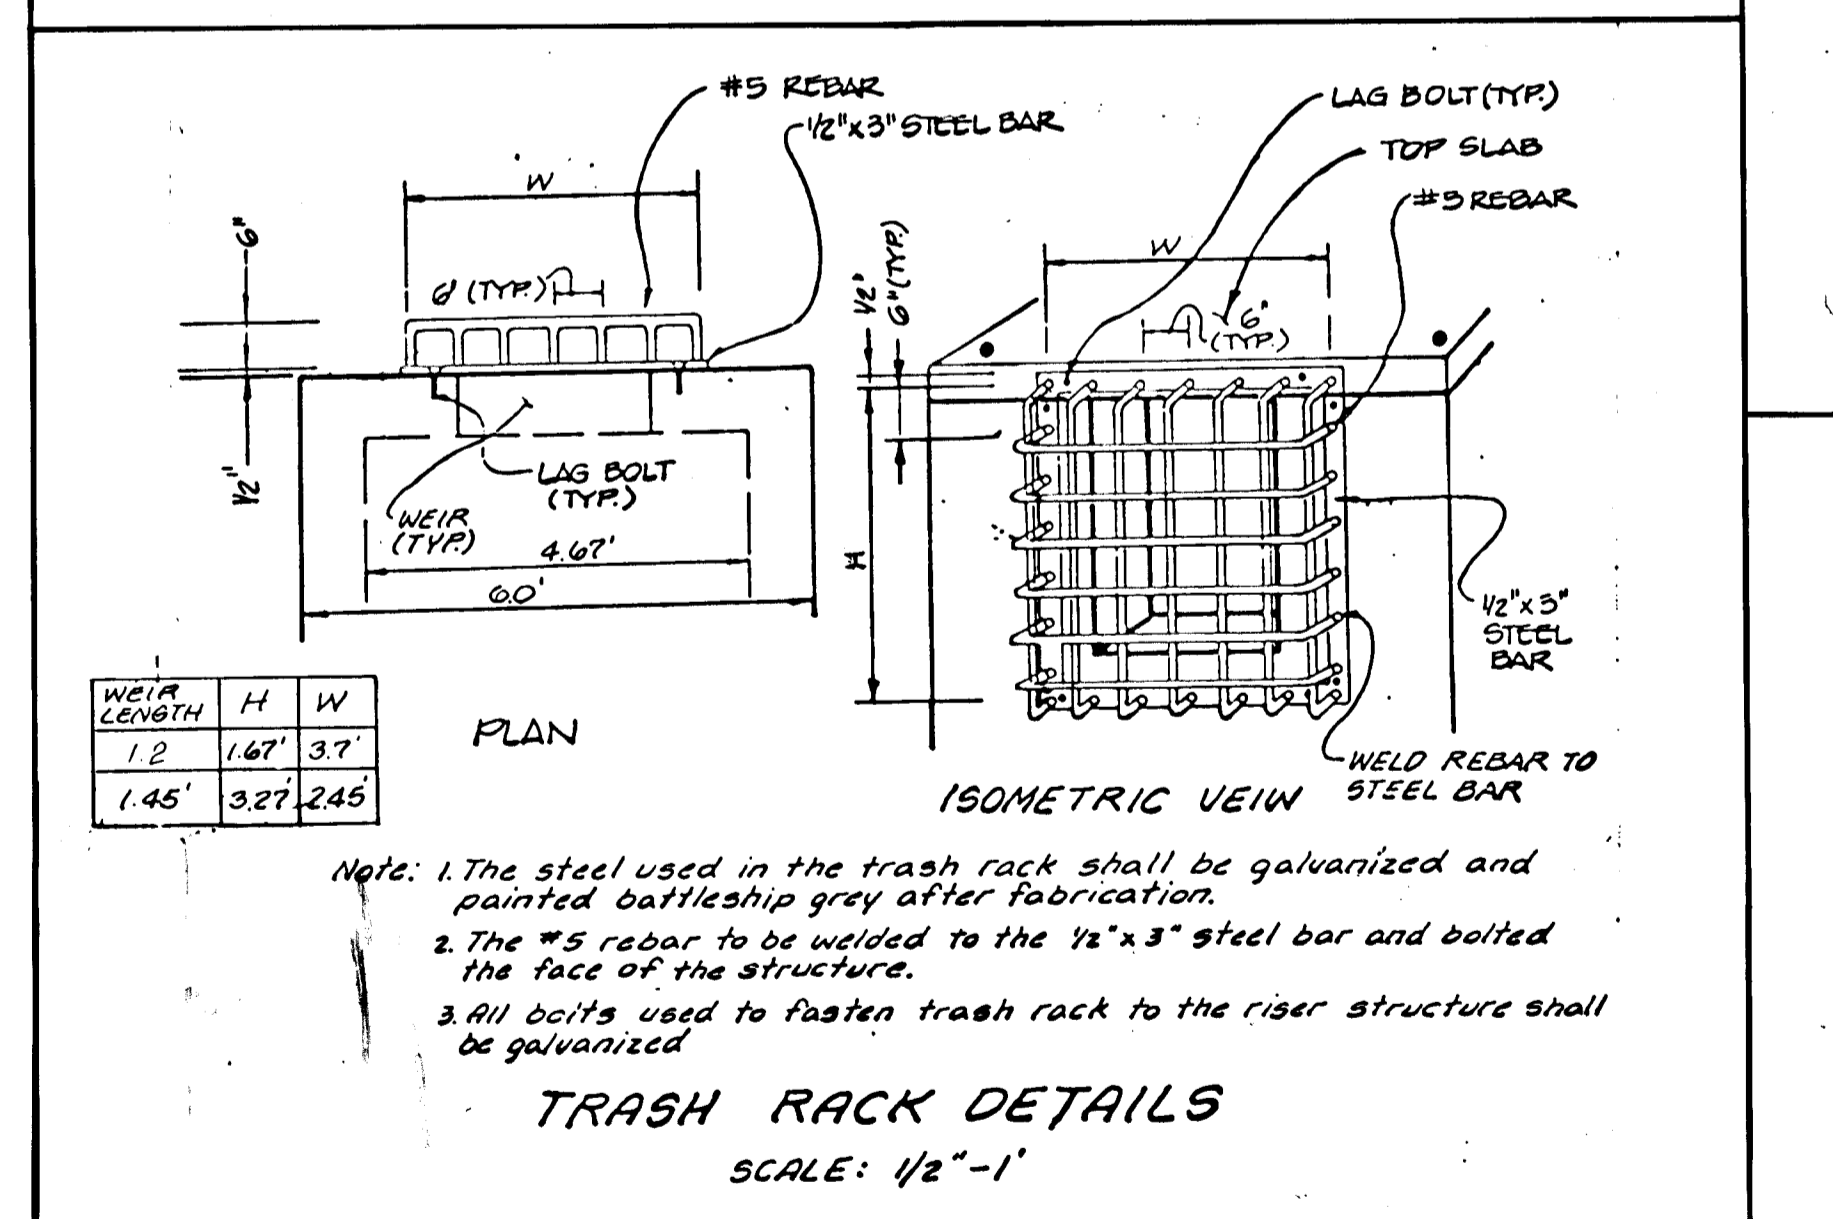 #5 REBAR
1/2"x3" STEEL BAR
W
6"
6" (TYP.)
1/2"
LAG BOLT
(TYP.)
WEIR
(TYP.)
4.67'
6.0'
PLAN
LAG BOLT (TYP.)
TOP SLAB
#5 REBAR
W
1/2"
6" (TYP.)
6"
(TYP.)
H
1/2"x3"
STEEL
BAR
WELD REBAR TO
STEEL BAR
ISOMETRIC VEIW
WEIR LENGTH H W
1.2 1.67' 3.7'
1.45' 3.27' 2.45'
Note: 1. The steel used in the trash rack shall be galvanized and
painted battleship grey after fabrication.
2. The #5 rebar to be welded to the 1/2"x3" steel bar and bolted
the face of the structure.
3. All bolts used to fasten trash rack to the riser structure shall
be galvanized
TRASH RACK DETAILS
SCALE: 1/2"-1'